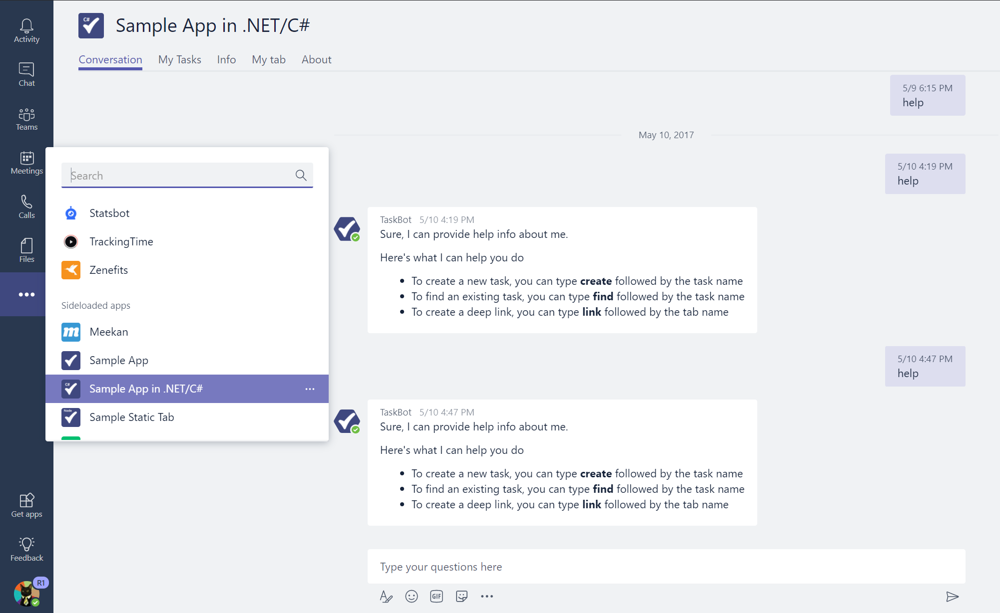 Activity
Chat
Teams
Meetings
Calls
Files
Get apps
Feedback
R1
C#
Sample App in .NET/C#
Conversation
My Tasks
Info
My tab
About
Search
Statsbot
TrackingTime
Zenefits
Sideloaded apps
m
Meekan
Sample App
C#
Sample App in .NET/C#
Node
Sample Static Tab
5/9 6:15 PM
help
May 10, 2017
5/10 4:19 PM
help
TaskBot 5/10 4:19 PM
Sure, I can provide help info about me.
Here's what I can help you do
To create a new task, you can type create followed by the task name
To find an existing task, you can type find followed by the task name
To create a deep link, you can type link followed by the tab name
5/10 4:47 PM
help
TaskBot 5/10 4:47 PM
Sure, I can provide help info about me.
Here's what I can help you do
To create a new task, you can type create followed by the task name
To find an existing task, you can type find followed by the task name
To create a deep link, you can type link followed by the tab name
Type your questions here
GIF